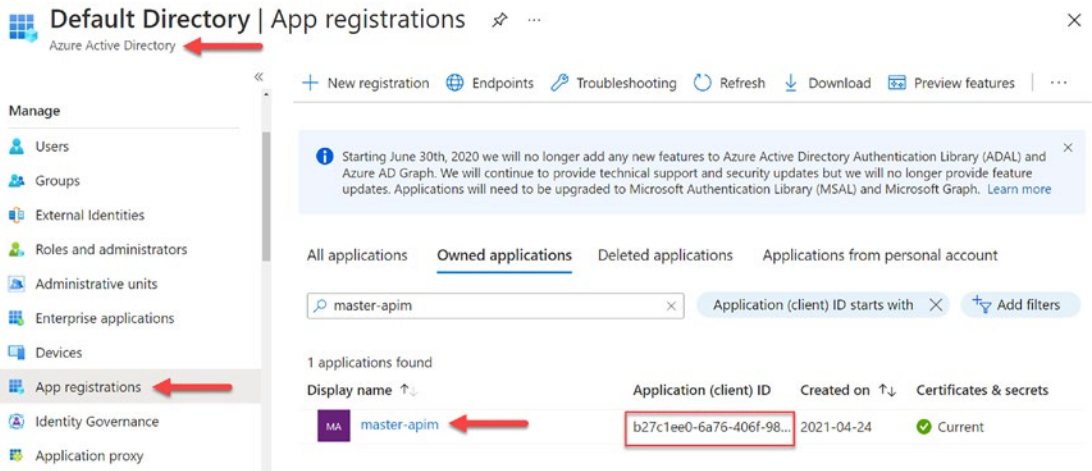 Default Directory | App registrations
Azure Active Directory
Manage
Users
Groups
External Identities
Roles and administrators
Administrative units
Enterprise applications
Devices
App registrations
Identity Governance
Application proxy
New registration Endpoints Troubleshooting Refresh Download Preview features
Starting June 30th, 2020 we will no longer add any new features to Azure Active Directory Authentication Library (ADAL) and
Azure AD Graph. We will continue to provide technical support and security updates but we will no longer provide feature
updates. Applications will need to be upgraded to Microsoft Authentication Library (MSAL) and Microsoft Graph. Learn more
All applications Owned applications Deleted applications Applications from personal account
master-apim Application (client) ID starts with Add filters
1 applications found
Display name Application (client) ID Created on Certificates & secrets
MA master-apim b27c1ee0-6a76-406f-98... 2021-04-24 Current